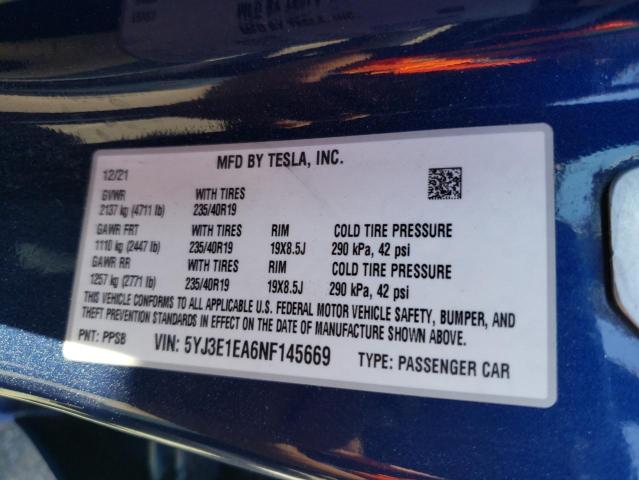 MFD BY TESLA, INC.
12/21
GVWR WITH TIRES
2137 kg (4711 lb) 235/40R19
GAWR FRT WITH TIRES RIM COLD TIRE PRESSURE
1110 kg (2447 lb) 235/40R19 19X8.5J 290 kPa, 42 psi
GAWR RR WITH TIRES RIM COLD TIRE PRESSURE
1257 kg (2771 lb) 235/40R19 19X8.5J 290 kPa, 42 psi
THIS VEHICLE CONFORMS TO ALL APPLICABLE U.S. FEDERAL MOTOR VEHICLE SAFETY, BUMPER, AND
THEFT PREVENTION STANDARDS IN EFFECT ON THE DATE OF MANUFACTURE SHOWN ABOVE.
PNT: PPSB VIN: 5YJ3E1EA6NF145669 TYPE: PASSENGER CAR